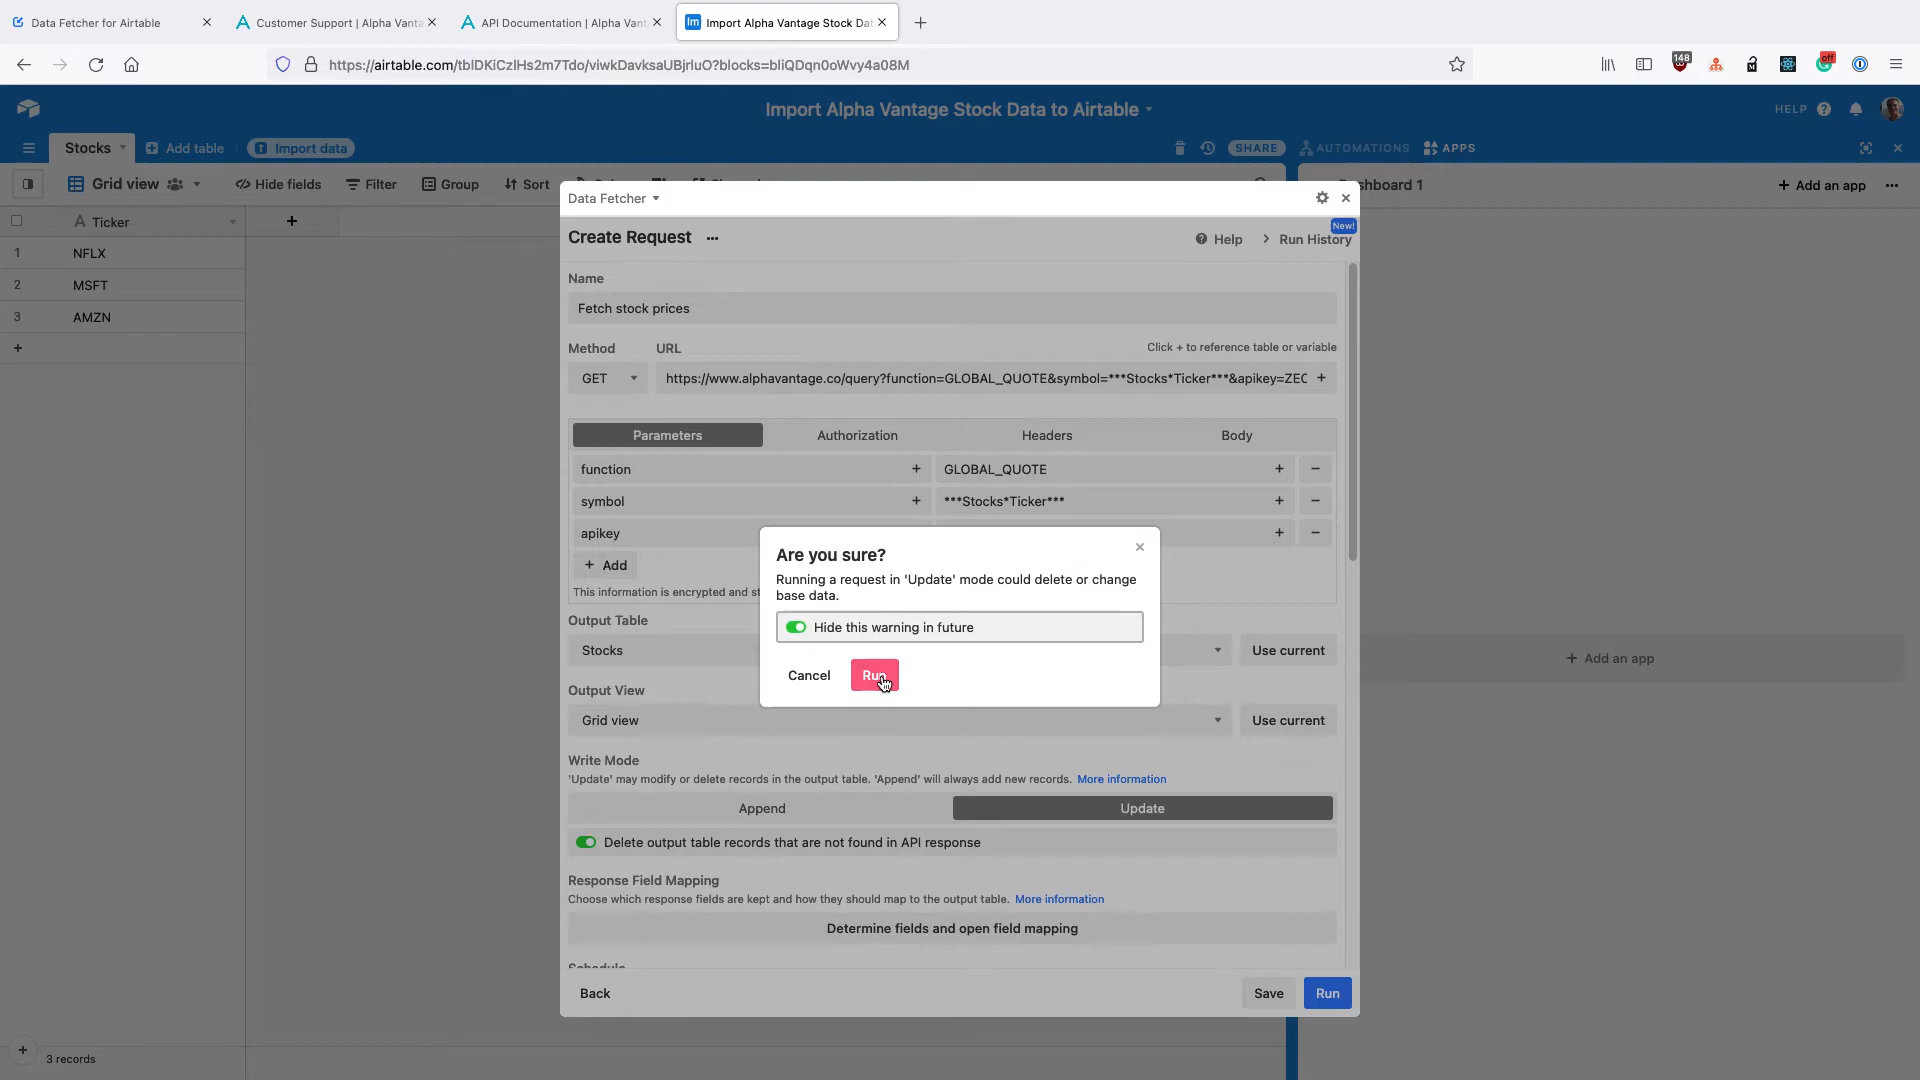 Data Fetcher for Airtable
Customer Support | Alpha Vanta
API Documentation | Alpha Vant
Import Alpha Vantage Stock Dat
https://airtable.com/tblDKiCzlHs2m7Tdo/viwkDavksaUBjrluO?blocks=bliQDqn0oWvy4a08M
148
off
Import Alpha Vantage Stock Data to Airtable
HELP
Stocks
Add table
Import data
SHARE
AUTOMATIONS
APPS
Grid view
Hide fields
Filter
Group
Sort
Dashboard 1
Add an app
Ticker
1 NFLX
2 MSFT
3 AMZN
3 records
Data Fetcher
Create Request
New!
Help
Run History
Name
Fetch stock prices
Method
URL
Click + to reference table or variable
GET
https://www.alphavantage.co/query?function=GLOBAL_QUOTE&symbol=***Stocks*Ticker***&apikey=ZEC
Parameters
Authorization
Headers
Body
function
GLOBAL_QUOTE
symbol
***Stocks*Ticker***
apikey
Add
This information is encrypted and
Are you sure?
Running a request in 'Update' mode could delete or change
base data.
Hide this warning in future
Cancel
Run
Output Table
Stocks
Use current
Output View
Grid view
Use current
Write Mode
'Update' may modify or delete records in the output table. 'Append' will always add new records. More information
Append
Update
Delete output table records that are not found in API response
Response Field Mapping
Choose which response fields are kept and how they should map to the output table. More information
Determine fields and open field mapping
Schedule
Back
Save
Run
Add an app